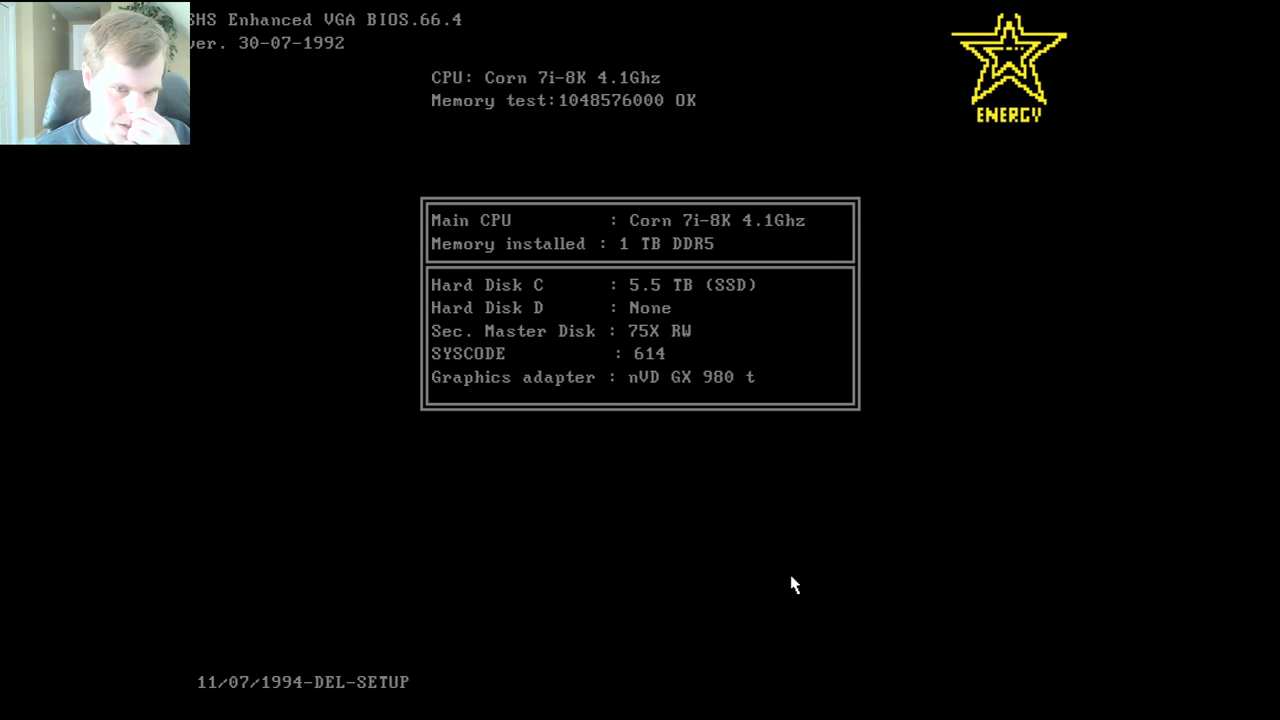 SHS Enhanced VGA BIOS.66.4
ver. 30-07-1992
CPU: Corn 7i-8K 4.1Ghz
Memory test:1048576000 OK
ENERGY
Main CPU : Corn 7i-8K 4.1Ghz
Memory installed : 1 TB DDR5
Hard Disk C : 5.5 TB (SSD)
Hard Disk D : None
Sec. Master Disk : 75X RW
SYSCODE : 614
Graphics adapter : nVD GX 980 t
11/07/1994-DEL-SETUP